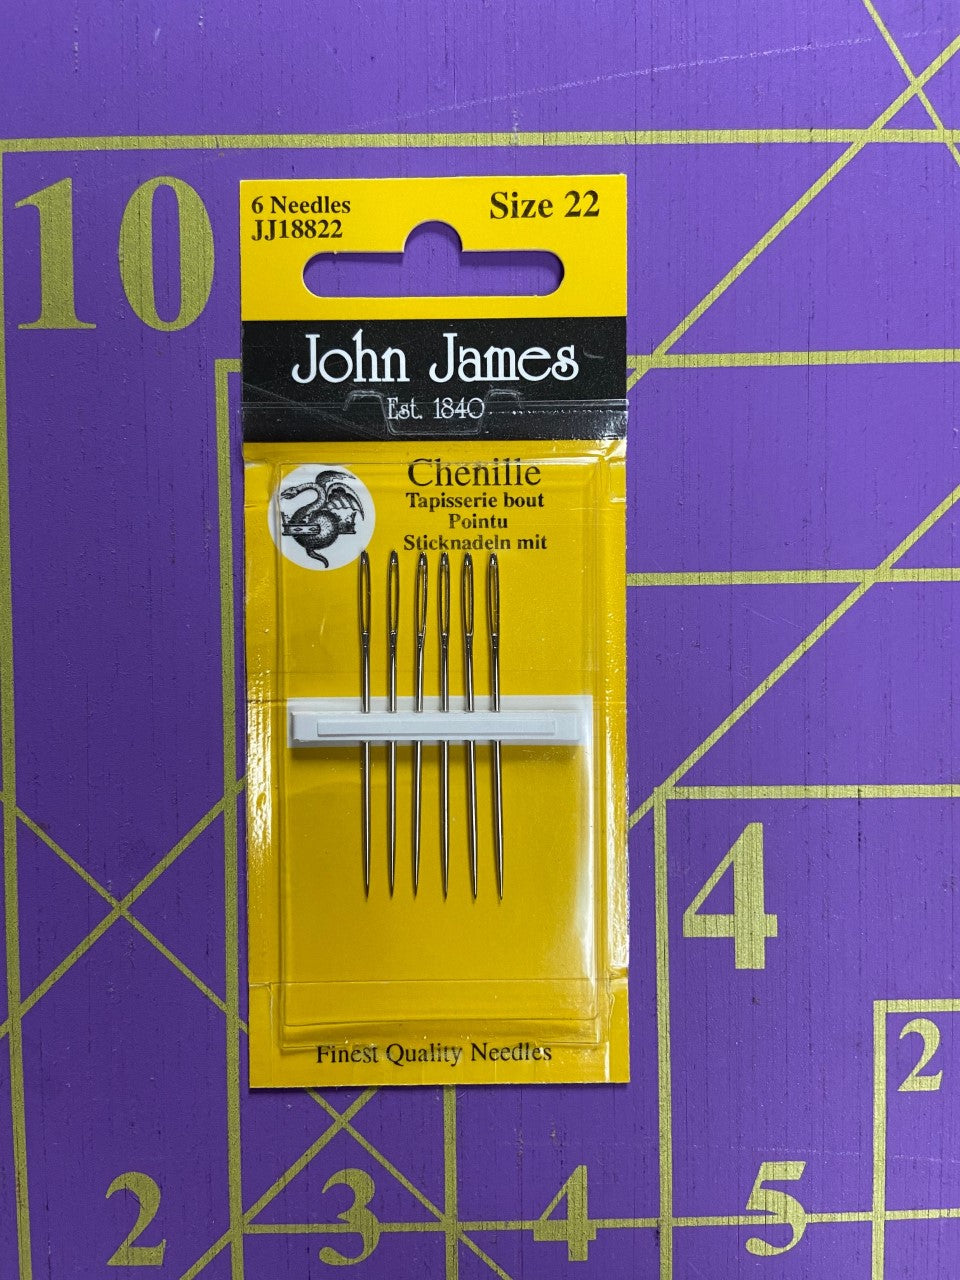 10
6 Needles
JJ18822
Size 22
John James
Est. 1840
Chenille
Tapisserie bout
Pointu
Sticknadeln mit
Finest Quality Needles
4
2
2
3
4
5